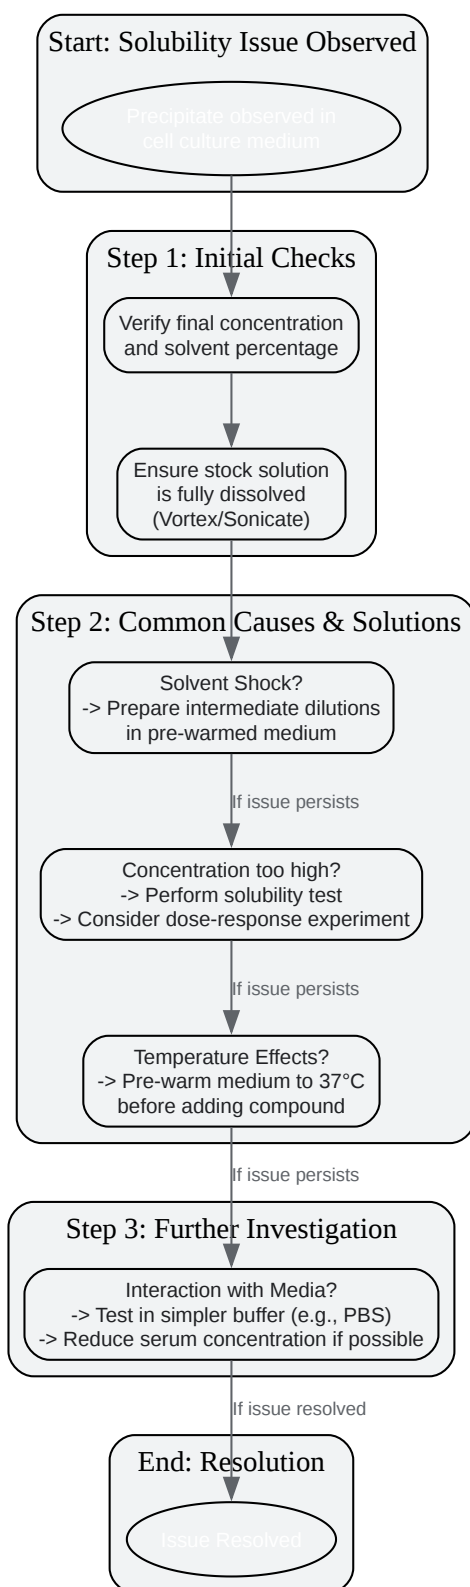 Start: Solubility Issue Observed
Precipitate observed in
cell culture medium
Step 1: Initial Checks
Verify final concentration
and solvent percentage
Ensure stock solution
is fully dissolved
(Vortex/Sonicate)
Step 2: Common Causes & Solutions
Solvent Shock?
-> Prepare intermediate dilutions
in pre-warmed medium
If issue persists
Concentration too high?
-> Perform solubility test
-> Consider dose-response experiment
If issue persists
Temperature Effects?
-> Pre-warm medium to 37°C
before adding compound
If issue persists
Step 3: Further Investigation
Interaction with Media?
-> Test in simpler buffer (e.g., PBS)
-> Reduce serum concentration if possible
If issue resolved
End: Resolution
Issue Resolved